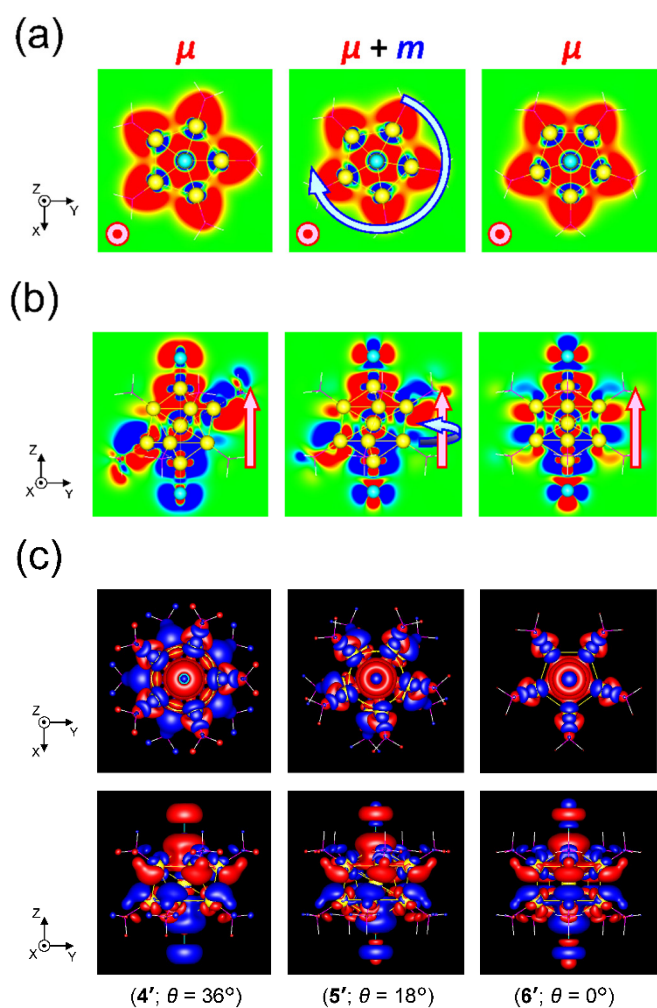 (a)
μ μ + m μ
Z
Y
X
(b)
Z
X Y
(c)
Z
Y
X
Z
X Y
(4′; θ = 36°) (5′; θ = 18°) (6′; θ = 0°)